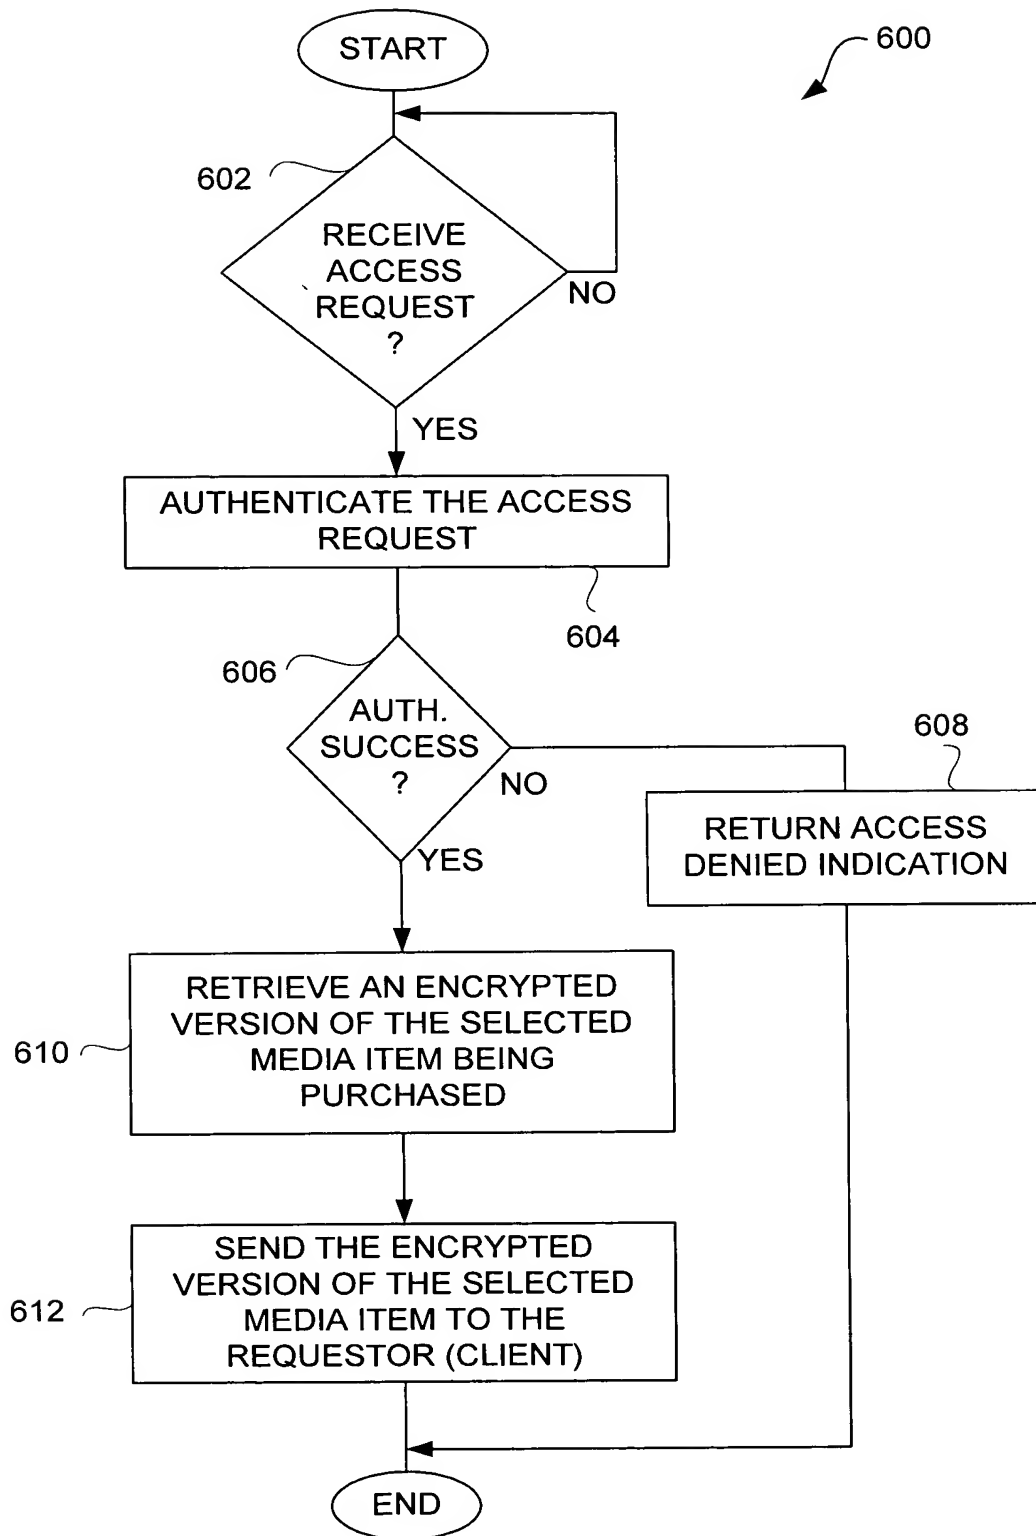 START
600
602
RECEIVE
ACCESS
REQUEST
?
NO
YES
AUTHENTICATE THE ACCESS
REQUEST
604
606
AUTH.
SUCCESS
?
NO
YES
608
RETURN ACCESS
DENIED INDICATION
610
RETRIEVE AN ENCRYPTED
VERSION OF THE SELECTED
MEDIA ITEM BEING
PURCHASED
612
SEND THE ENCRYPTED
VERSION OF THE SELECTED
MEDIA ITEM TO THE
REQUESTOR (CLIENT)
END